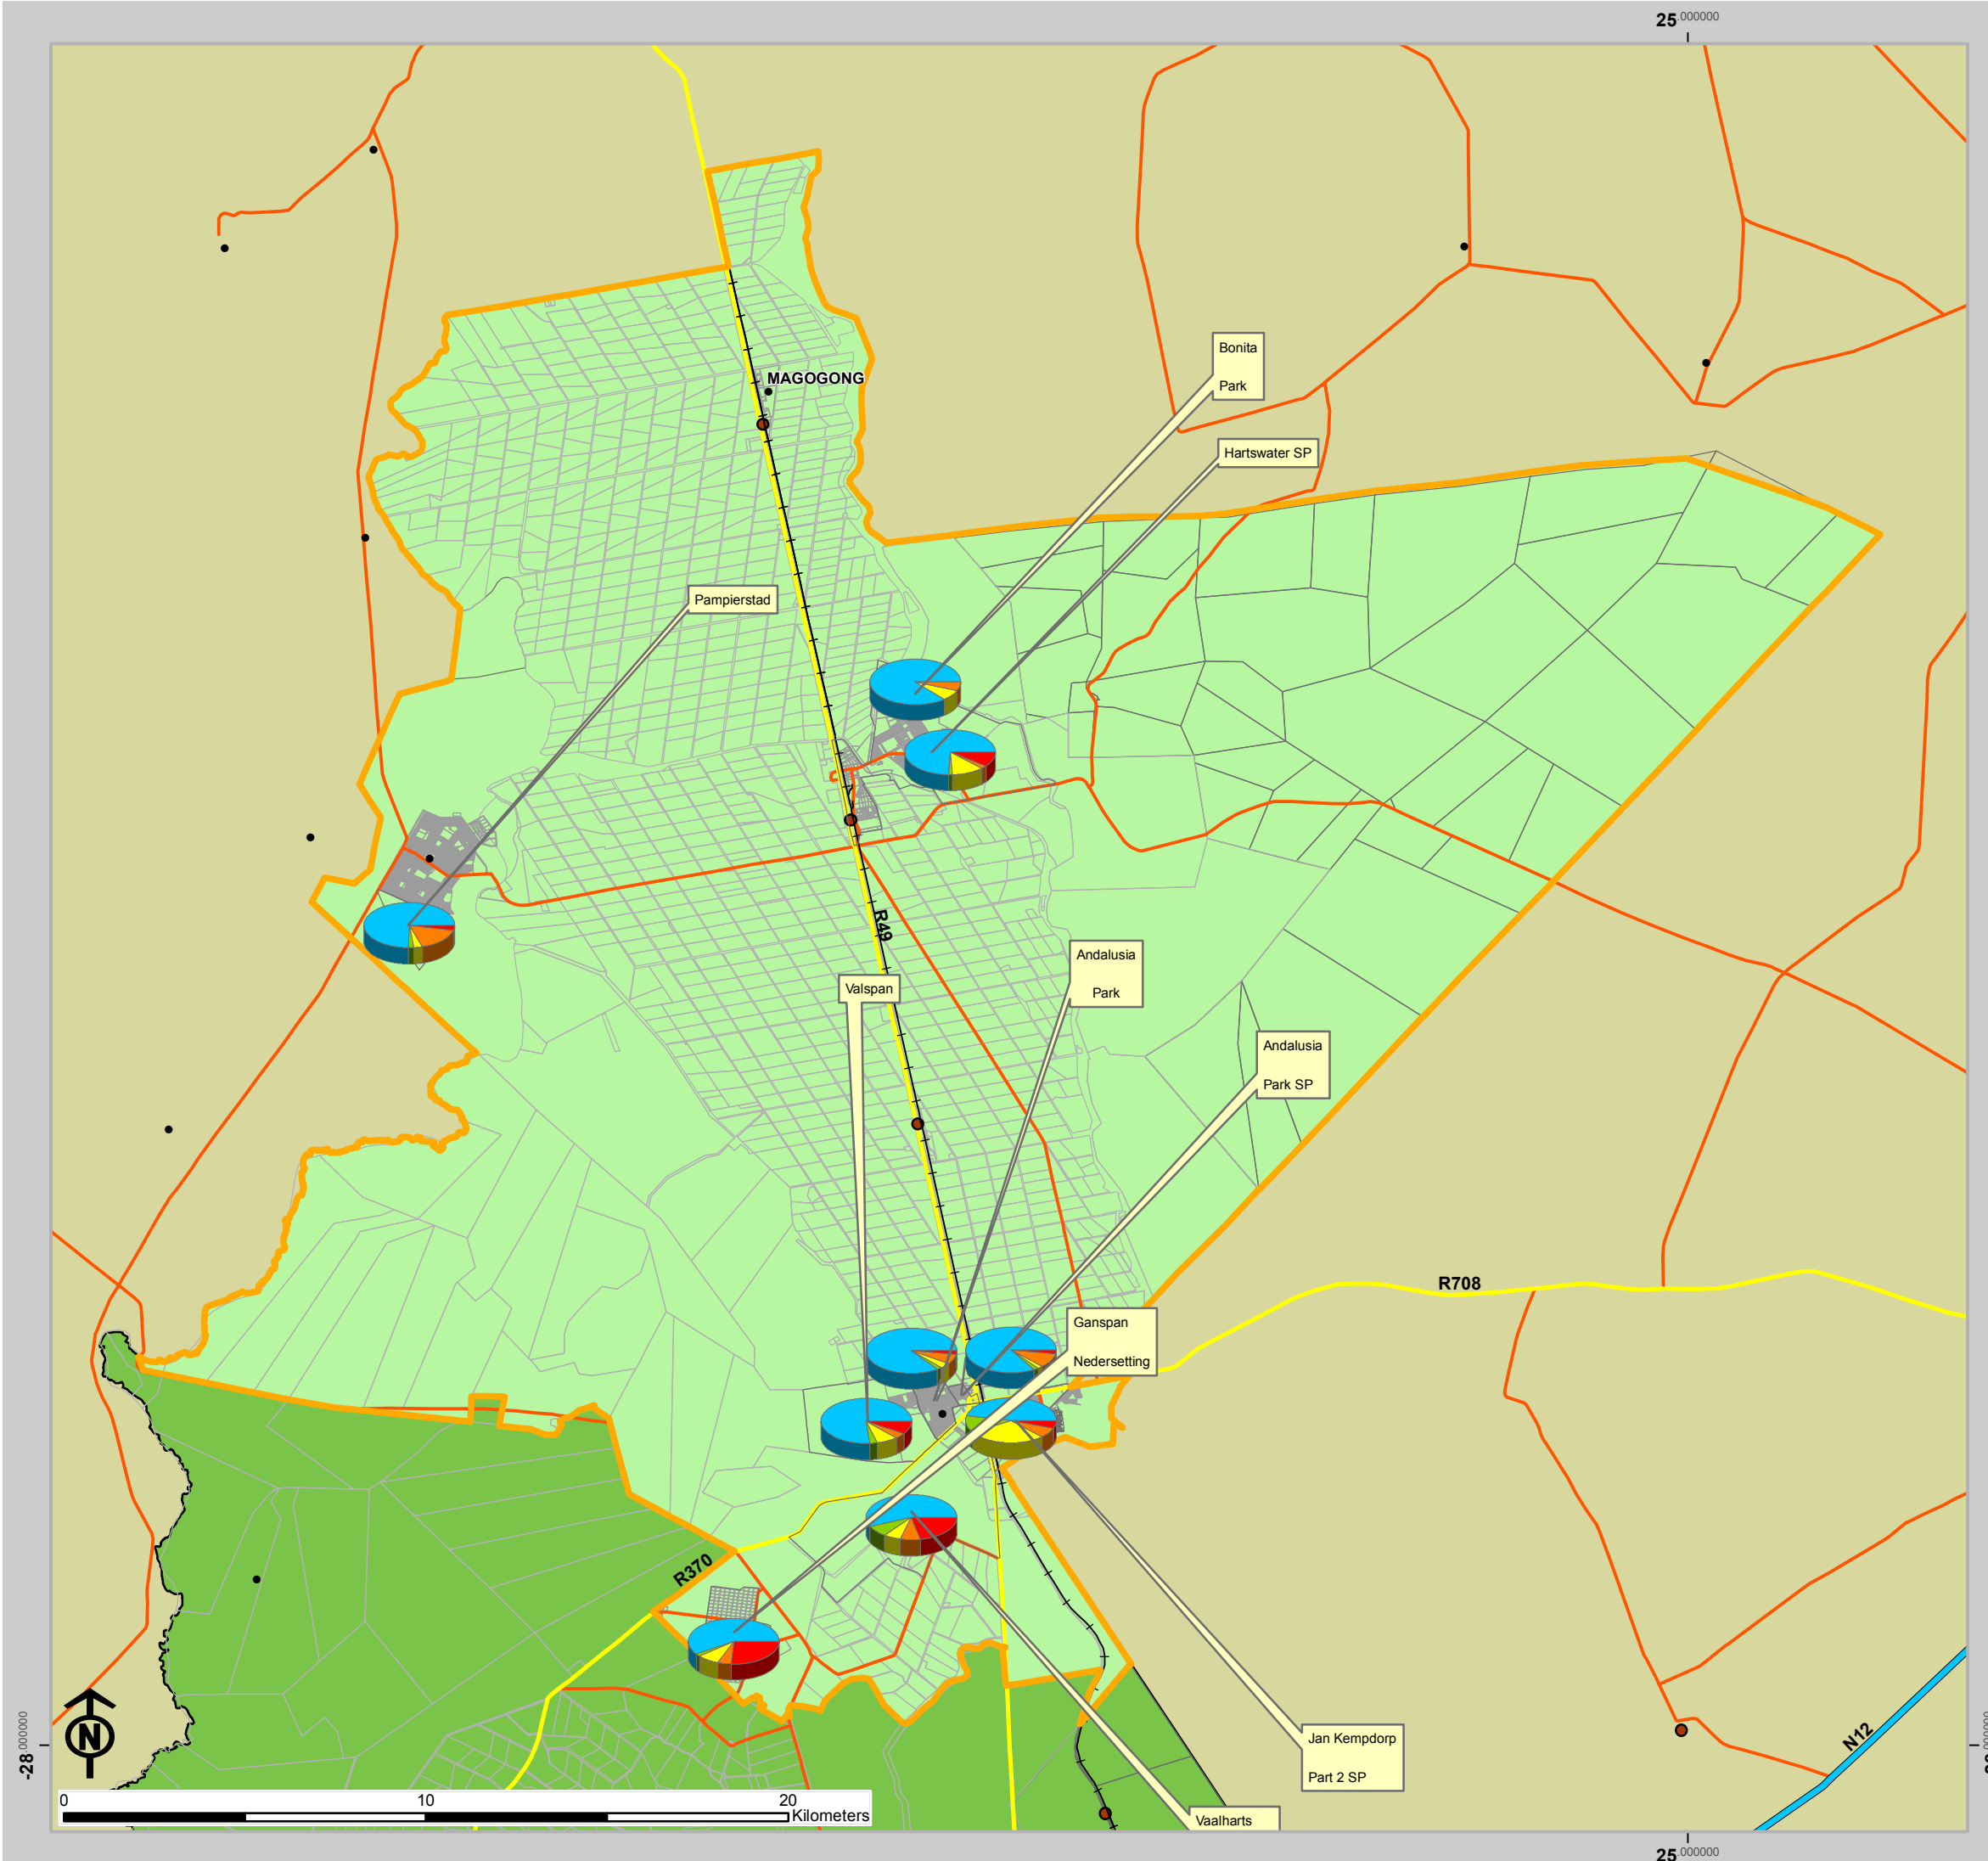 25.000000
MAGOGONG
Bonita
Park
Hartswater SP
Pampierstad
R49
Andalusia
Park
Valspan
Andalusia
Park SP
R708
Ganspan
Nedersetting
R370
Jan Kempdorp
Part 2 SP
Vaalharts
N12
N
-28.000000
0 10 20
Kilometers
25.000000